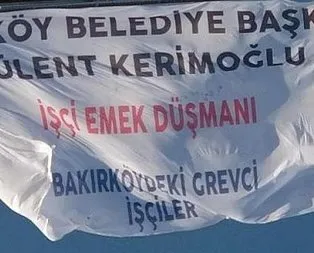 KÖY BELEDİYE BAŞK
ÜLENT KERİMOĞLU
İŞÇİ EMEK DÜŞMANI
BAKIRKÖYDEKİ GREVCİ
İŞÇİLER